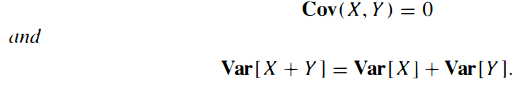 Cov(X, Y) = 0
and
Var[X + Y] = Var[X] + Var[Y].